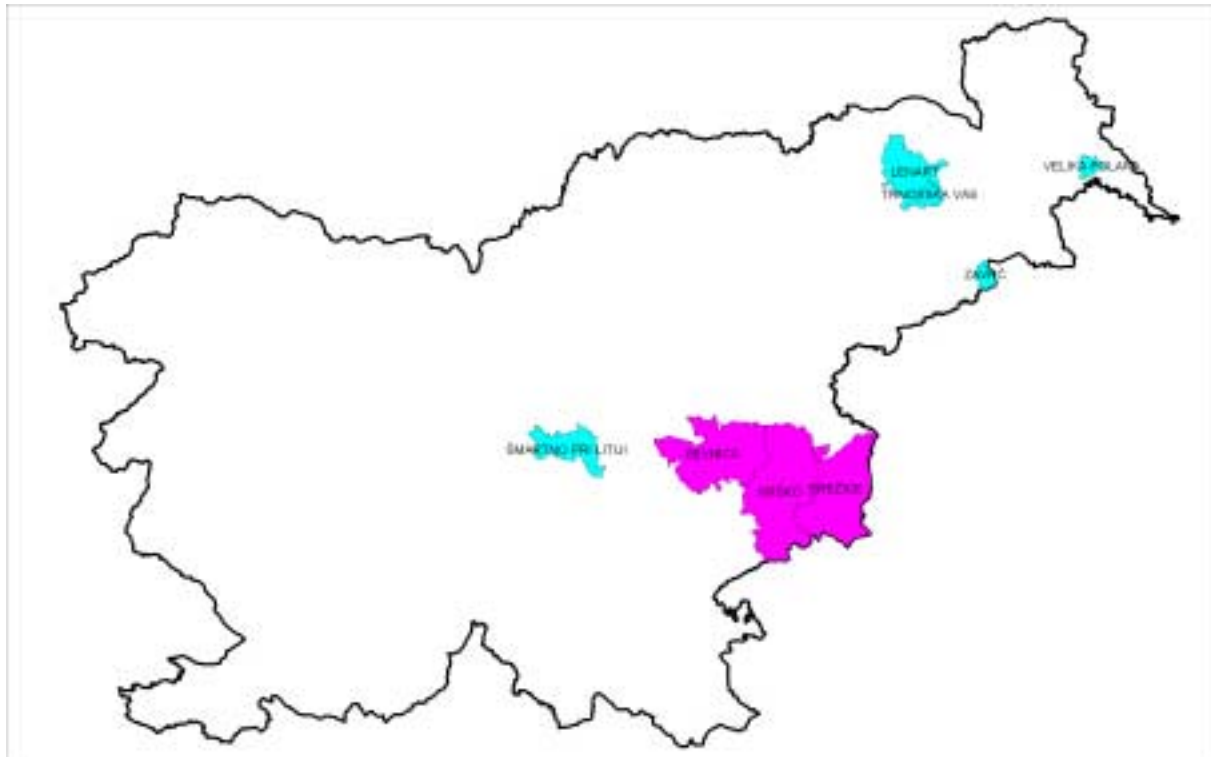 LENART
VELIKA POLANA
TRNOVSKA VAS
ZAVRČ
ŠMARTNO PRI LITIJI
SEVNICA
KRŠKO
BREŽICE